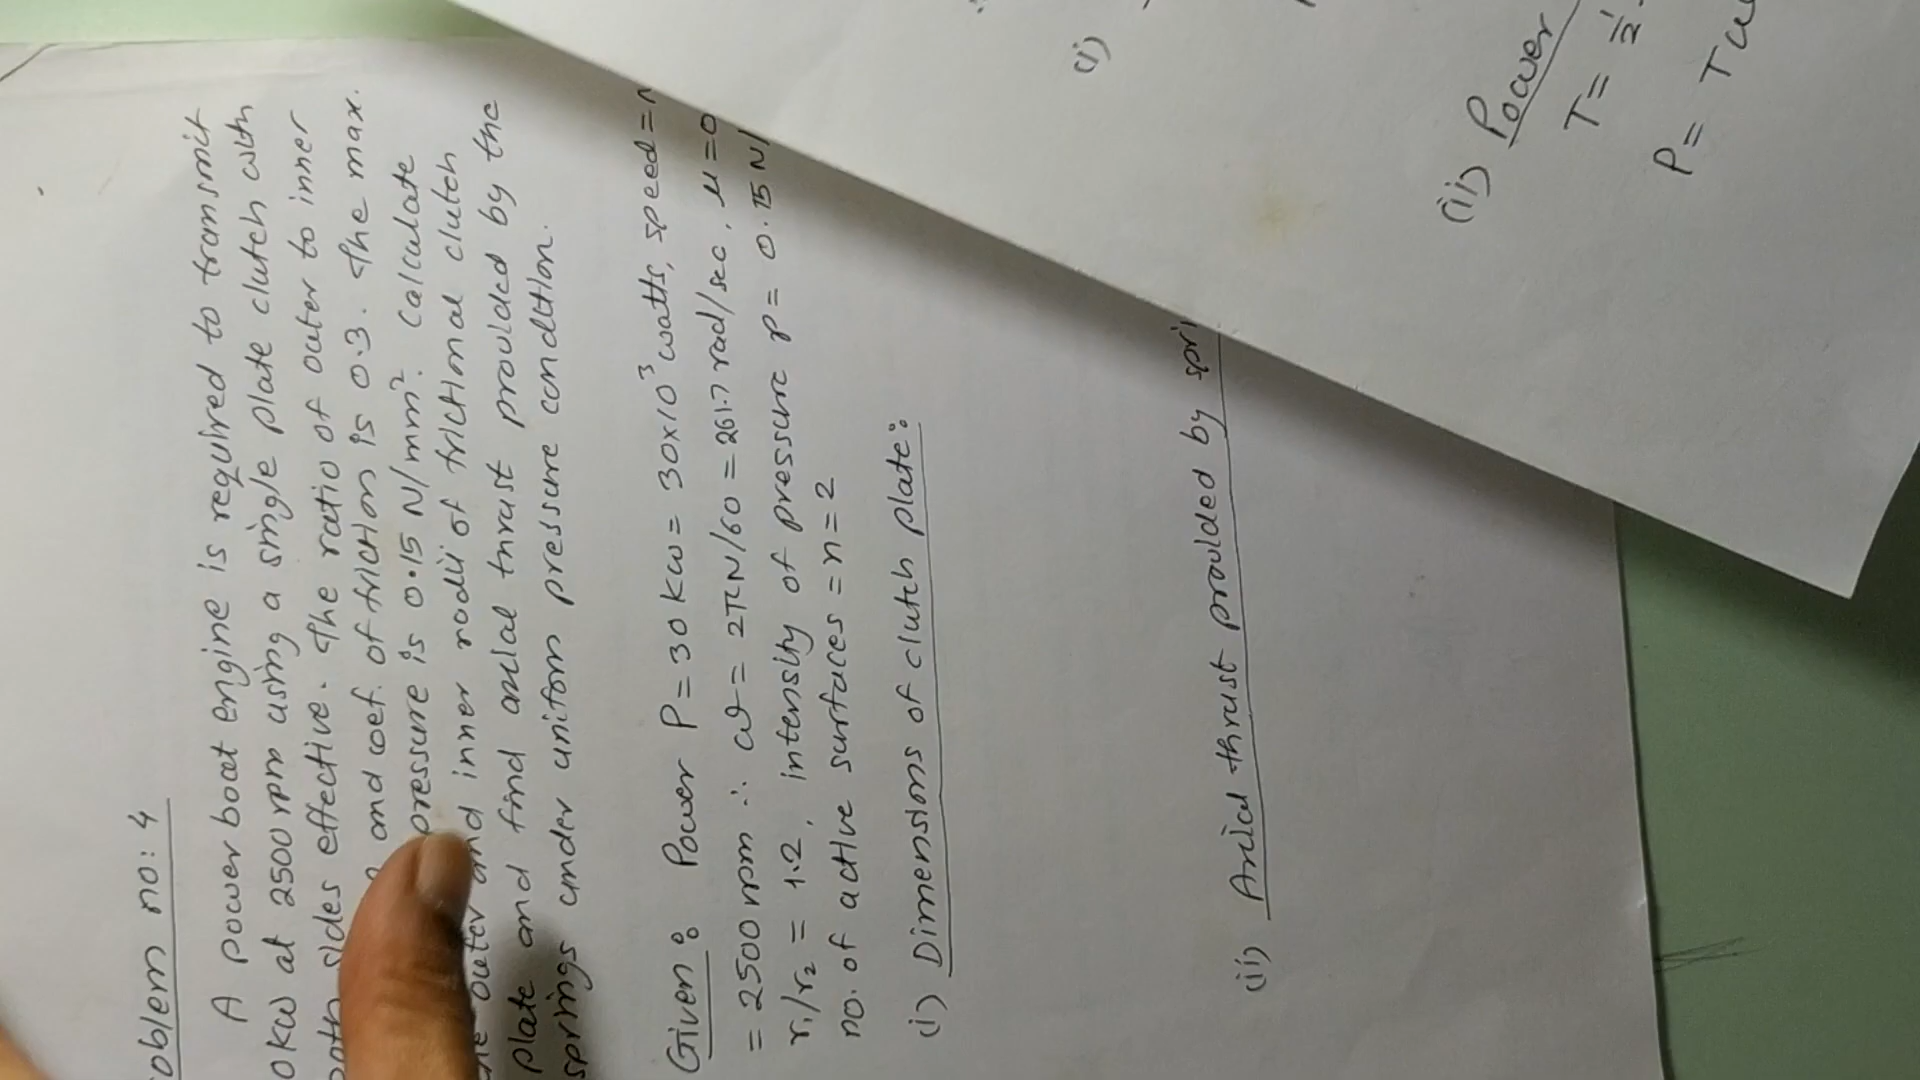 oblem no: 4
A power boat engine is required to transmit
0 kW at 2500 rpm using a single plate clutch with
both sides effective. The ratio of outer to inner
and coef. of friction is 0.3. The max.
pressure is 0.15 N/mm². Calculate
the outer and inner radii of frictional clutch
plate and find axial thrust provided by the
springs under uniform pressure condition.
Given: Power P = 30 kW = 30x10³ watts, speed =
= 2500 rpm ∴ ω = 2πN/60 = 261.7 rad/sec, μ = 0
r₁/r₂ = 1.2, intensity of pressure p = 0.15 N/
no. of active surfaces = n = 2
(i) Dimensions of clutch plate:
(ii) Axial thrust provided by spri
(i)
(ii) Power
T =
P = Tω